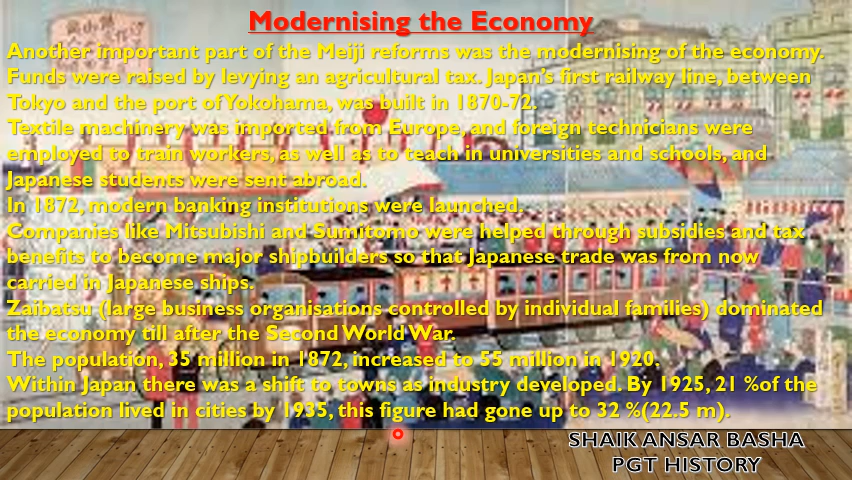 Modernising the Economy
Another important part of the Meiji reforms was the modernising of the economy.
Funds were raised by levying an agricultural tax. Japan's first railway line, between
Tokyo and the port of Yokohama, was built in 1870-72.
Textile machinery was imported from Europe, and foreign technicians were
employed to train workers, as well as to teach in universities and schools, and
Japanese students were sent abroad.
In 1872, modern banking institutions were launched.
Companies like Mitsubishi and Sumitomo were helped through subsidies and tax
benefits to become major shipbuilders so that Japanese trade was from now
carried in Japanese ships.
Zaibatsu (large business organisations controlled by individual families) dominated
the economy till after the Second World War.
The population, 35 million in 1872, increased to 55 million in 1920.
Within Japan there was a shift to towns as industry developed. By 1925, 21 %of the
population lived in cities by 1935, this figure had gone up to 32 %(22.5 m).
o
SHAIK ANSAR BASHA
PGT HISTORY